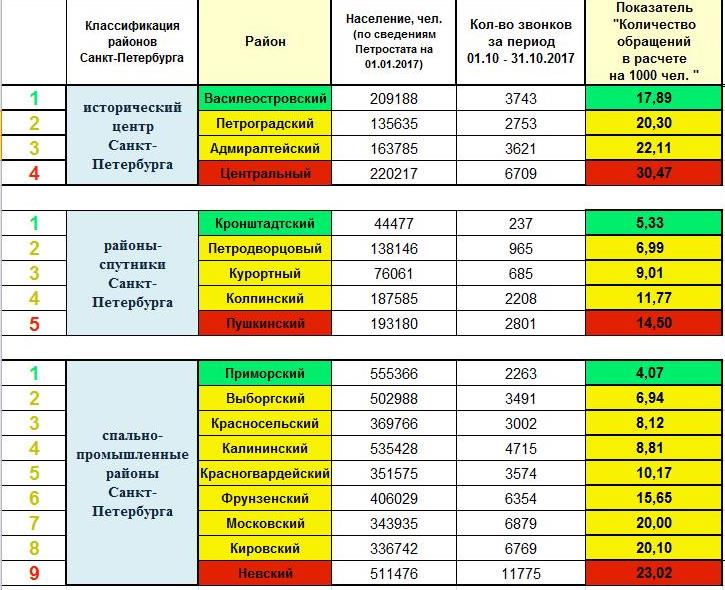 Классификация районов Санкт-Петербурга | Район | Население, чел. (по сведениям Петростата на 01.01.2017) | Кол-во звонков за период 01.10 - 31.10.2017 | Показатель "Количество обращений в расчете на 1000 чел. "
исторический центр Санкт-Петербурга
1 Василеостровский 209188 3743 17,89
2 Петроградский 135635 2753 20,30
3 Адмиралтейский 163785 3621 22,11
4 Центральный 220217 6709 30,47
районы-спутники Санкт-Петербурга
1 Кронштадтский 44477 237 5,33
2 Петродворцовый 138146 965 6,99
3 Курортный 76061 685 9,01
4 Колпинский 187585 2208 11,77
5 Пушкинский 193180 2801 14,50
спально-промышленные районы Санкт-Петербурга
1 Приморский 555366 2263 4,07
2 Выборгский 502988 3491 6,94
3 Красносельский 369766 3002 8,12
4 Калининский 535428 4715 8,81
5 Красногвардейский 351575 3574 10,17
6 Фрунзенский 406029 6354 15,65
7 Московский 343935 6879 20,00
8 Кировский 336742 6769 20,10
9 Невский 511476 11775 23,02